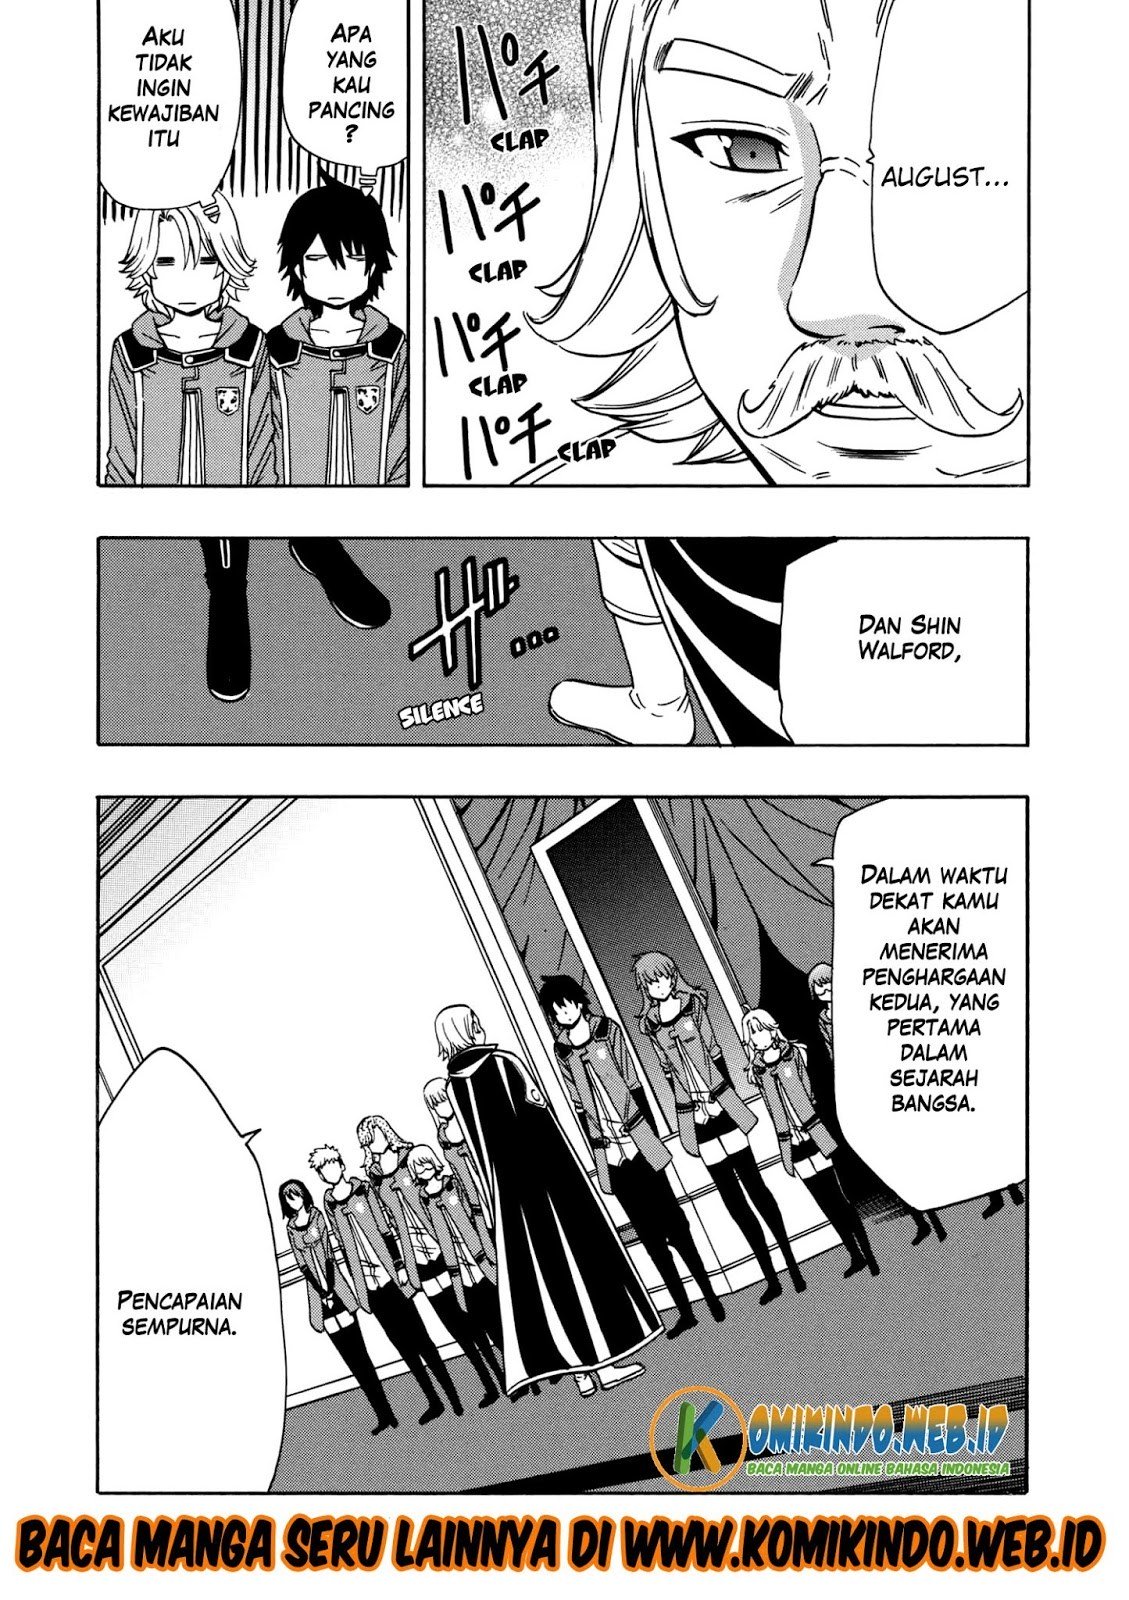 AUGUST...
パチ
CLAP
パチ
CLAP
パチ
CLAP
パチ
CLAP
APA
YANG
KAU
PANCING
?
AKU
TIDAK
INGIN
KEWAJIBAN
ITU
DAN SHIN
WALFORD,
SILENCE
DALAM WAKTU
DEKAT KAMU
AKAN
MENERIMA
PENGHARGAAN
KEDUA, YANG
PERTAMA
DALAM
SEJARAH
BANGSA.
PENCAPAIAN
SEMPURNA.
KOMIKINDO.WEB.ID
BACA MANGA ONLINE BAHASA INDONESIA
BACA MANGA SERU LAINNYA DI WWW.KOMIKINDO.WEB.ID